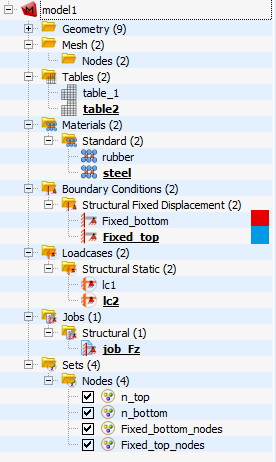 model1
Geometry (9)
Mesh (2)
Nodes (2)
Tables (2)
table_1
table2
Materials (2)
Standard (2)
rubber
steel
Boundary Conditions (2)
Structural Fixed Displacement (2)
Fixed_bottom
Fixed_top
Loadcases (2)
Structural Static (2)
lc1
lc2
Jobs (1)
Structural (1)
job_Fz
Sets (4)
Nodes (4)
n_top
n_bottom
Fixed_bottom_nodes
Fixed_top_nodes